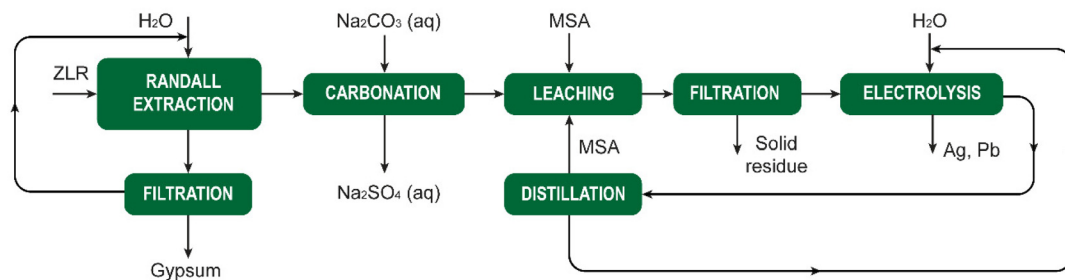 H₂O
Na₂CO₃ (aq)
MSA
H₂O
ZLR
RANDALL
EXTRACTION
CARBONATION
LEACHING
FILTRATION
ELECTROLYSIS
MSA
Solid
residue
Ag, Pb
FILTRATION
Na₂SO₄ (aq)
DISTILLATION
Gypsum